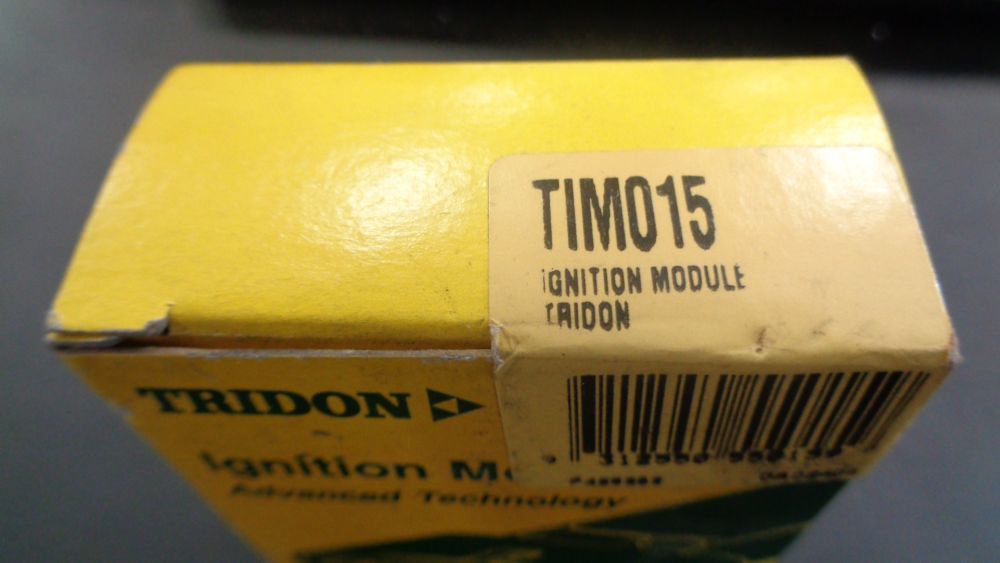 TIM015
IGNITION MODULE
TRIDON
TRIDON
Ignition
Advanced Technology